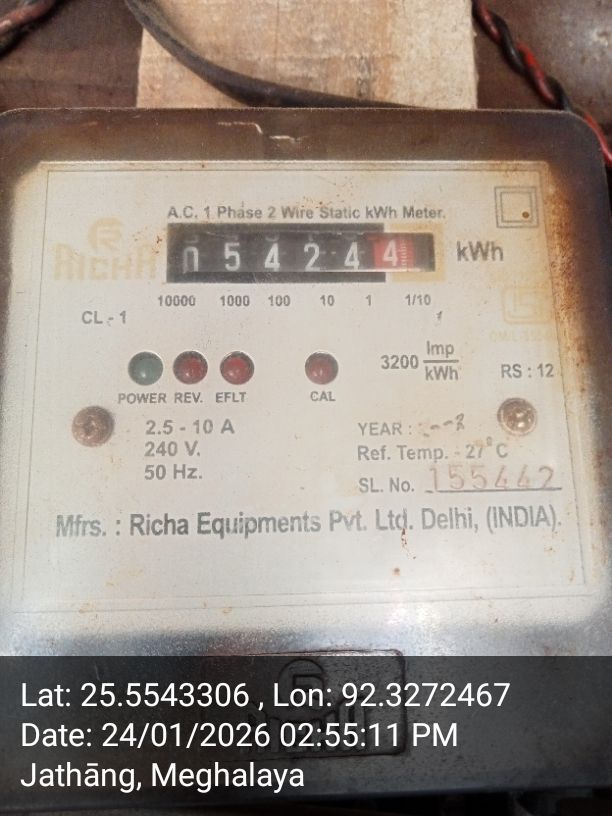 A.C. 1 Phase 2 Wire Static kWh Meter.
RICHA
0 5 4 2 4 4 kWh
10000 1000 100 10 1 1/10
CL - 1
3200 Imp/kWh
RS : 12
POWER REV. EFLT CAL
2.5 - 10 A
240 V.
50 Hz.
YEAR :
Ref. Temp. - 27°C
SL. No. 155442
Mfrs. : Richa Equipments Pvt. Ltd. Delhi, (INDIA).
Lat: 25.5543306 , Lon: 92.3272467
Date: 24/01/2026 02:55:11 PM
Jathāng, Meghalaya